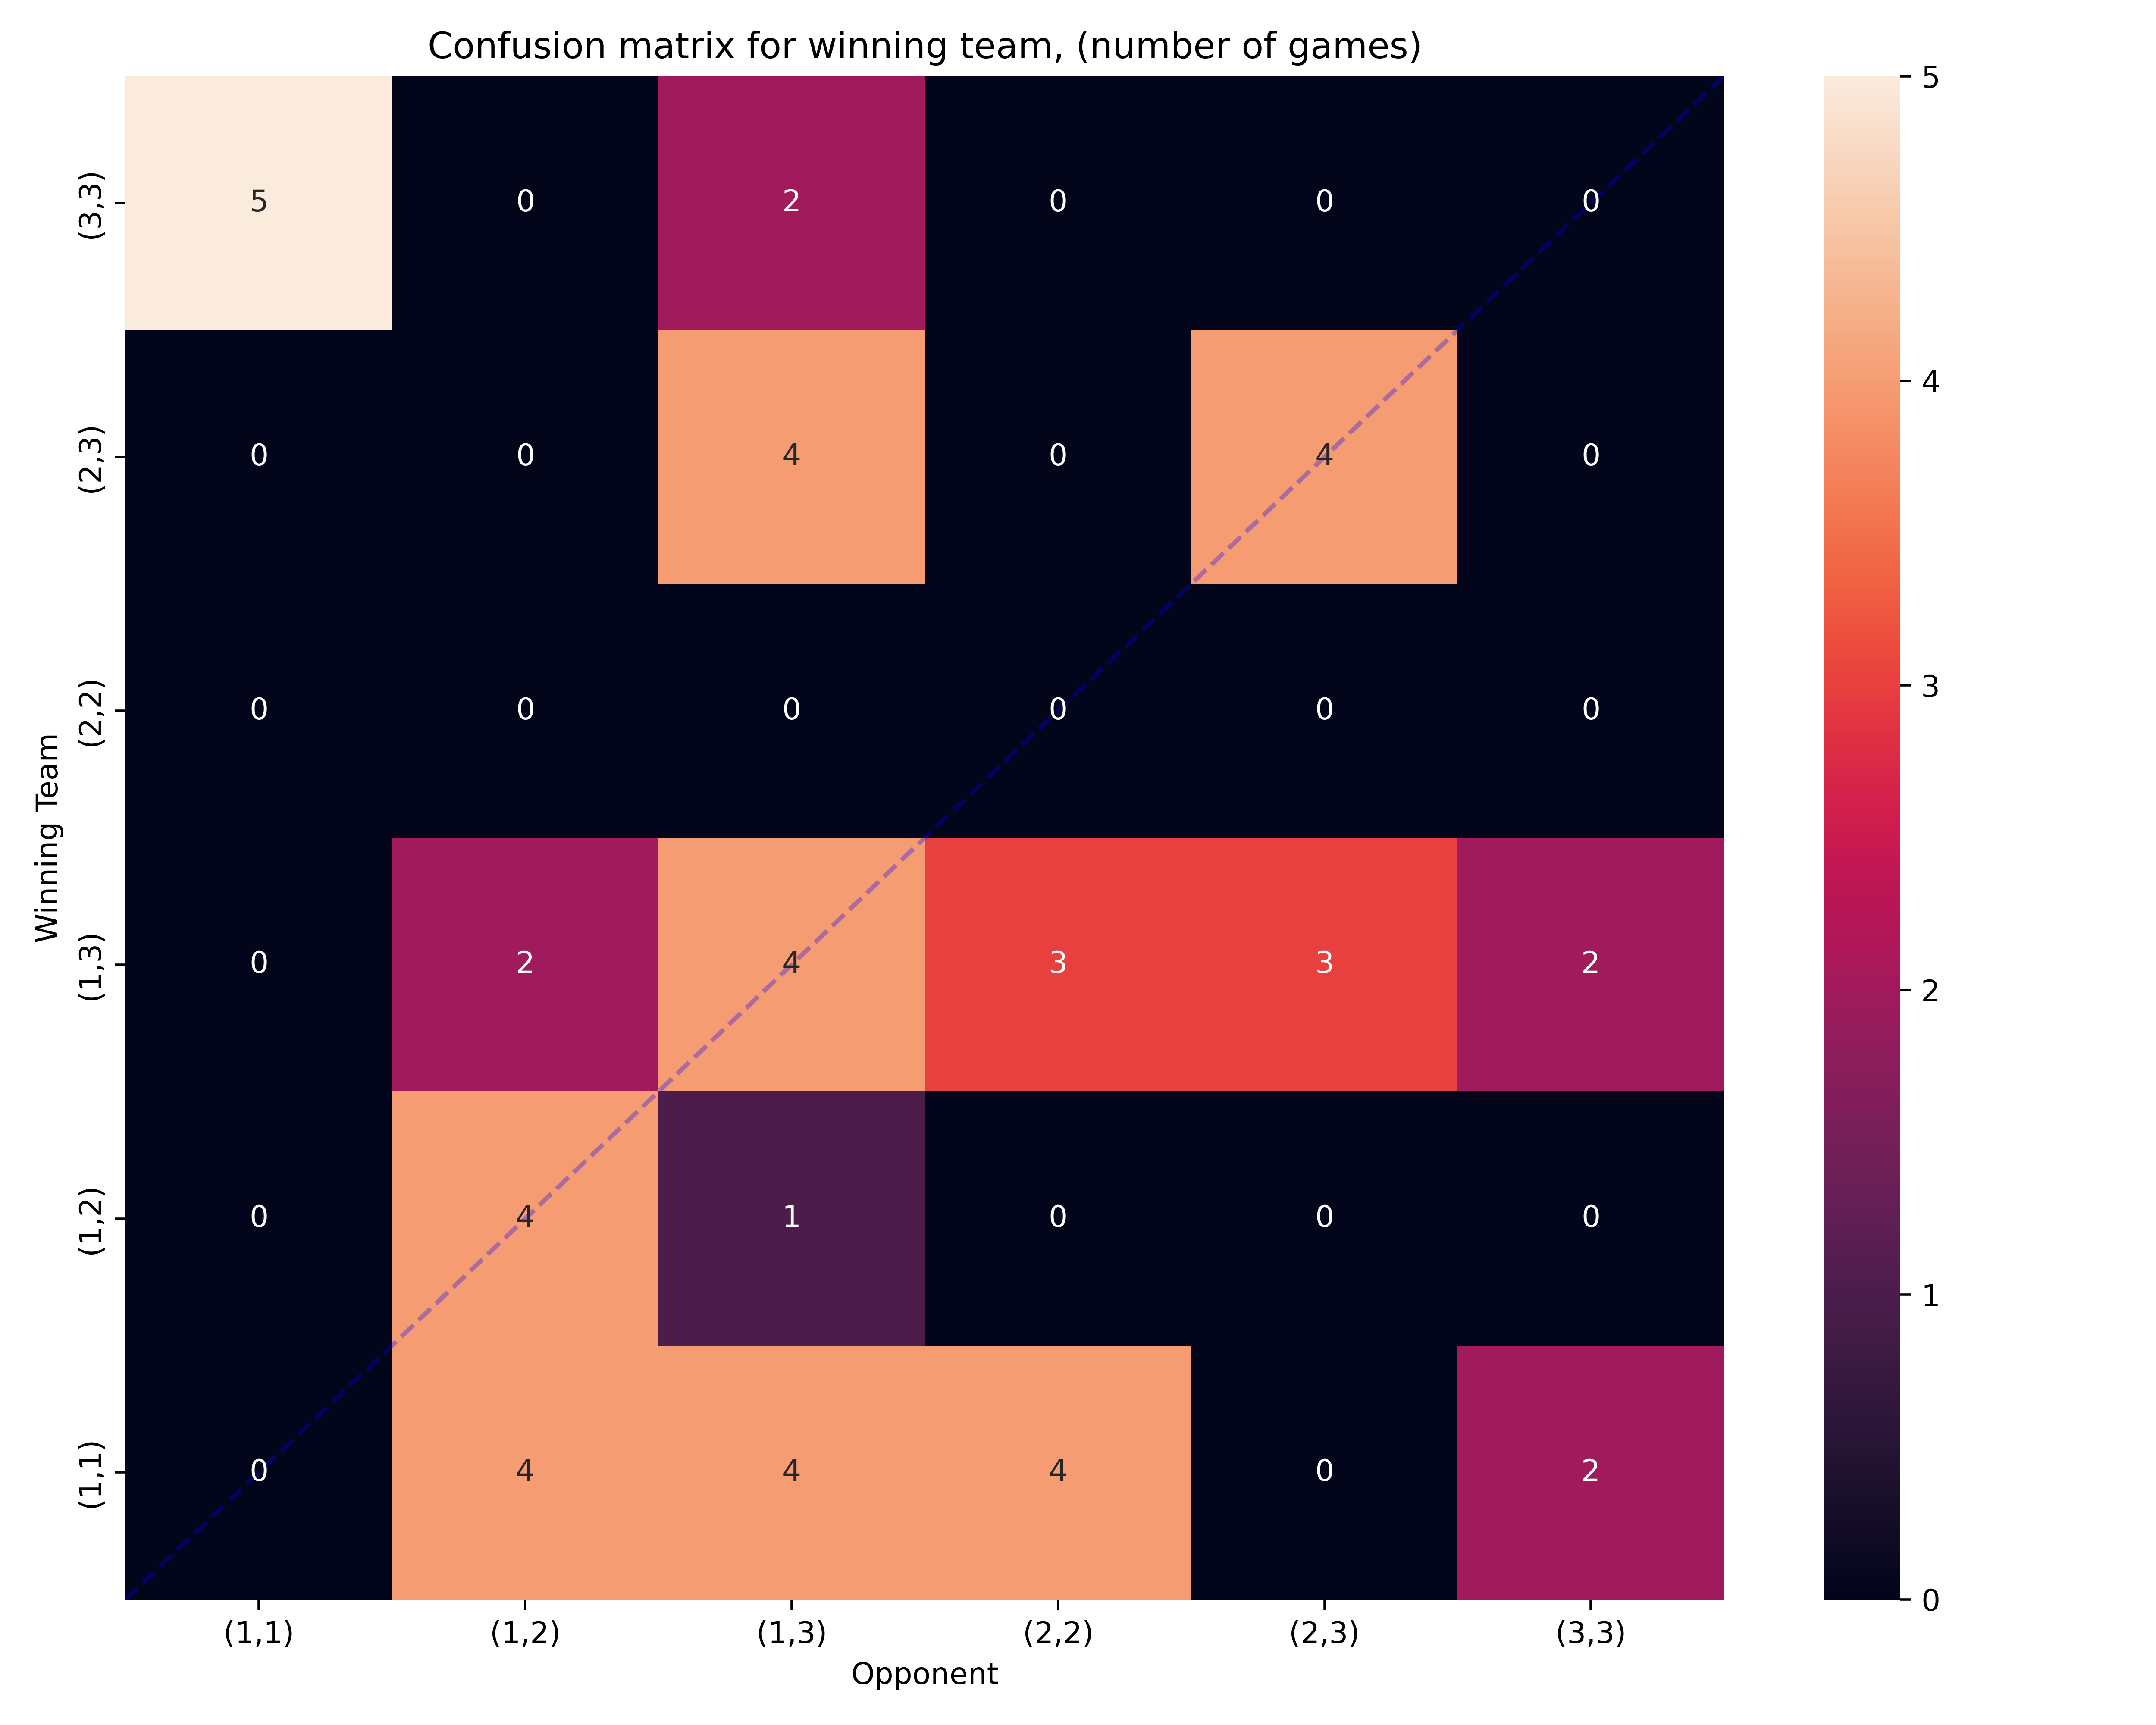 Confusion matrix for winning team, (number of games)
Winning Team
(3,3) 5 0 2 0 0 0
(2,3) 0 0 4 0 4 0
(2,2) 0 0 0 0 0 0
(1,3) 0 2 4 3 3 2
(1,2) 0 4 1 0 0 0
(1,1) 0 4 4 4 0 2
(1,1) (1,2) (1,3) (2,2) (2,3) (3,3)
Opponent
5
4
3
2
1
0